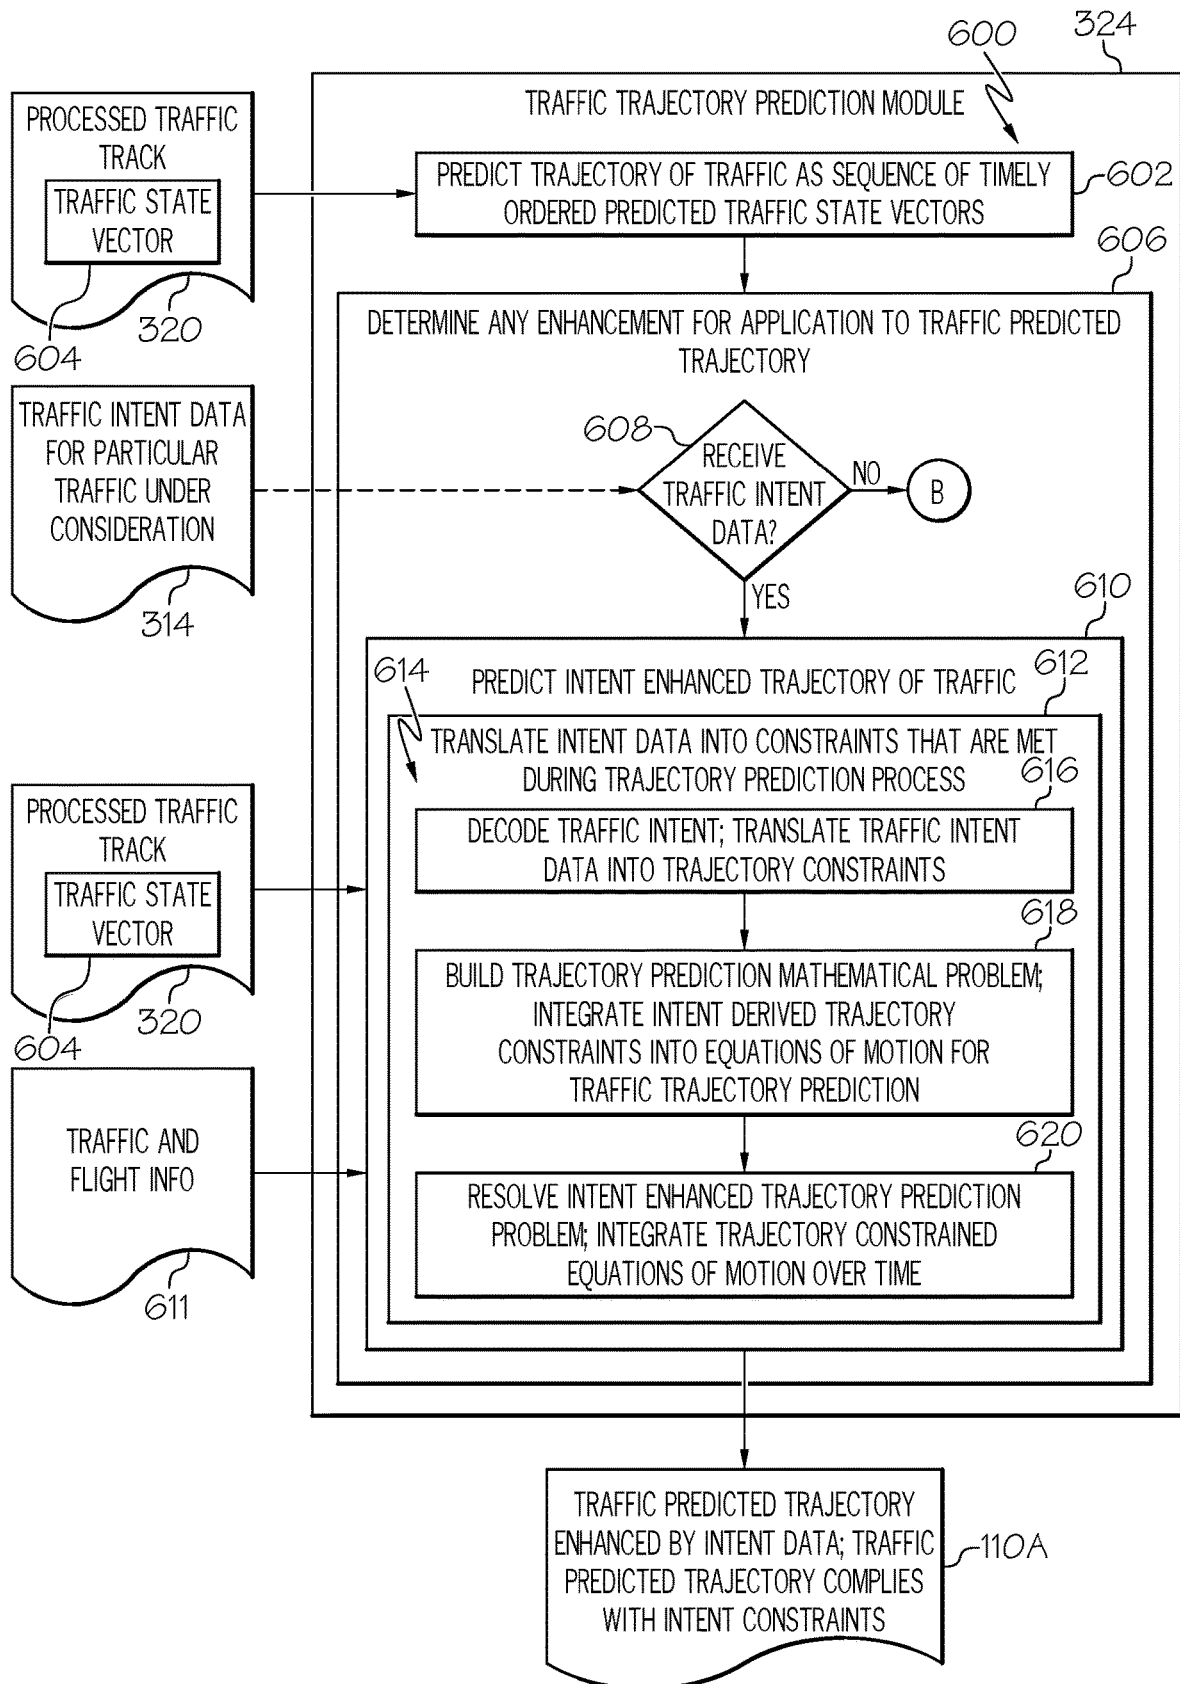 600
324
PROCESSED TRAFFIC
TRACK
TRAFFIC STATE
VECTOR
604
320
TRAFFIC TRAJECTORY PREDICTION MODULE
PREDICT TRAJECTORY OF TRAFFIC AS SEQUENCE OF TIMELY
ORDERED PREDICTED TRAFFIC STATE VECTORS
602
606
DETERMINE ANY ENHANCEMENT FOR APPLICATION TO TRAFFIC PREDICTED
TRAJECTORY
TRAFFIC INTENT DATA
FOR PARTICULAR
TRAFFIC UNDER
CONSIDERATION
314
608
RECEIVE
TRAFFIC INTENT
DATA?
NO
B
YES
610
PREDICT INTENT ENHANCED TRAJECTORY OF TRAFFIC
612
614
TRANSLATE INTENT DATA INTO CONSTRAINTS THAT ARE MET
DURING TRAJECTORY PREDICTION PROCESS
616
DECODE TRAFFIC INTENT; TRANSLATE TRAFFIC INTENT
DATA INTO TRAJECTORY CONSTRAINTS
PROCESSED TRAFFIC
TRACK
TRAFFIC STATE
VECTOR
604
320
618
BUILD TRAJECTORY PREDICTION MATHEMATICAL PROBLEM;
INTEGRATE INTENT DERIVED TRAJECTORY
CONSTRAINTS INTO EQUATIONS OF MOTION FOR
TRAFFIC TRAJECTORY PREDICTION
TRAFFIC AND
FLIGHT INFO
611
620
RESOLVE INTENT ENHANCED TRAJECTORY PREDICTION
PROBLEM; INTEGRATE TRAJECTORY CONSTRAINED
EQUATIONS OF MOTION OVER TIME
TRAFFIC PREDICTED TRAJECTORY
ENHANCED BY INTENT DATA; TRAFFIC
PREDICTED TRAJECTORY COMPLIES
WITH INTENT CONSTRAINTS
110A